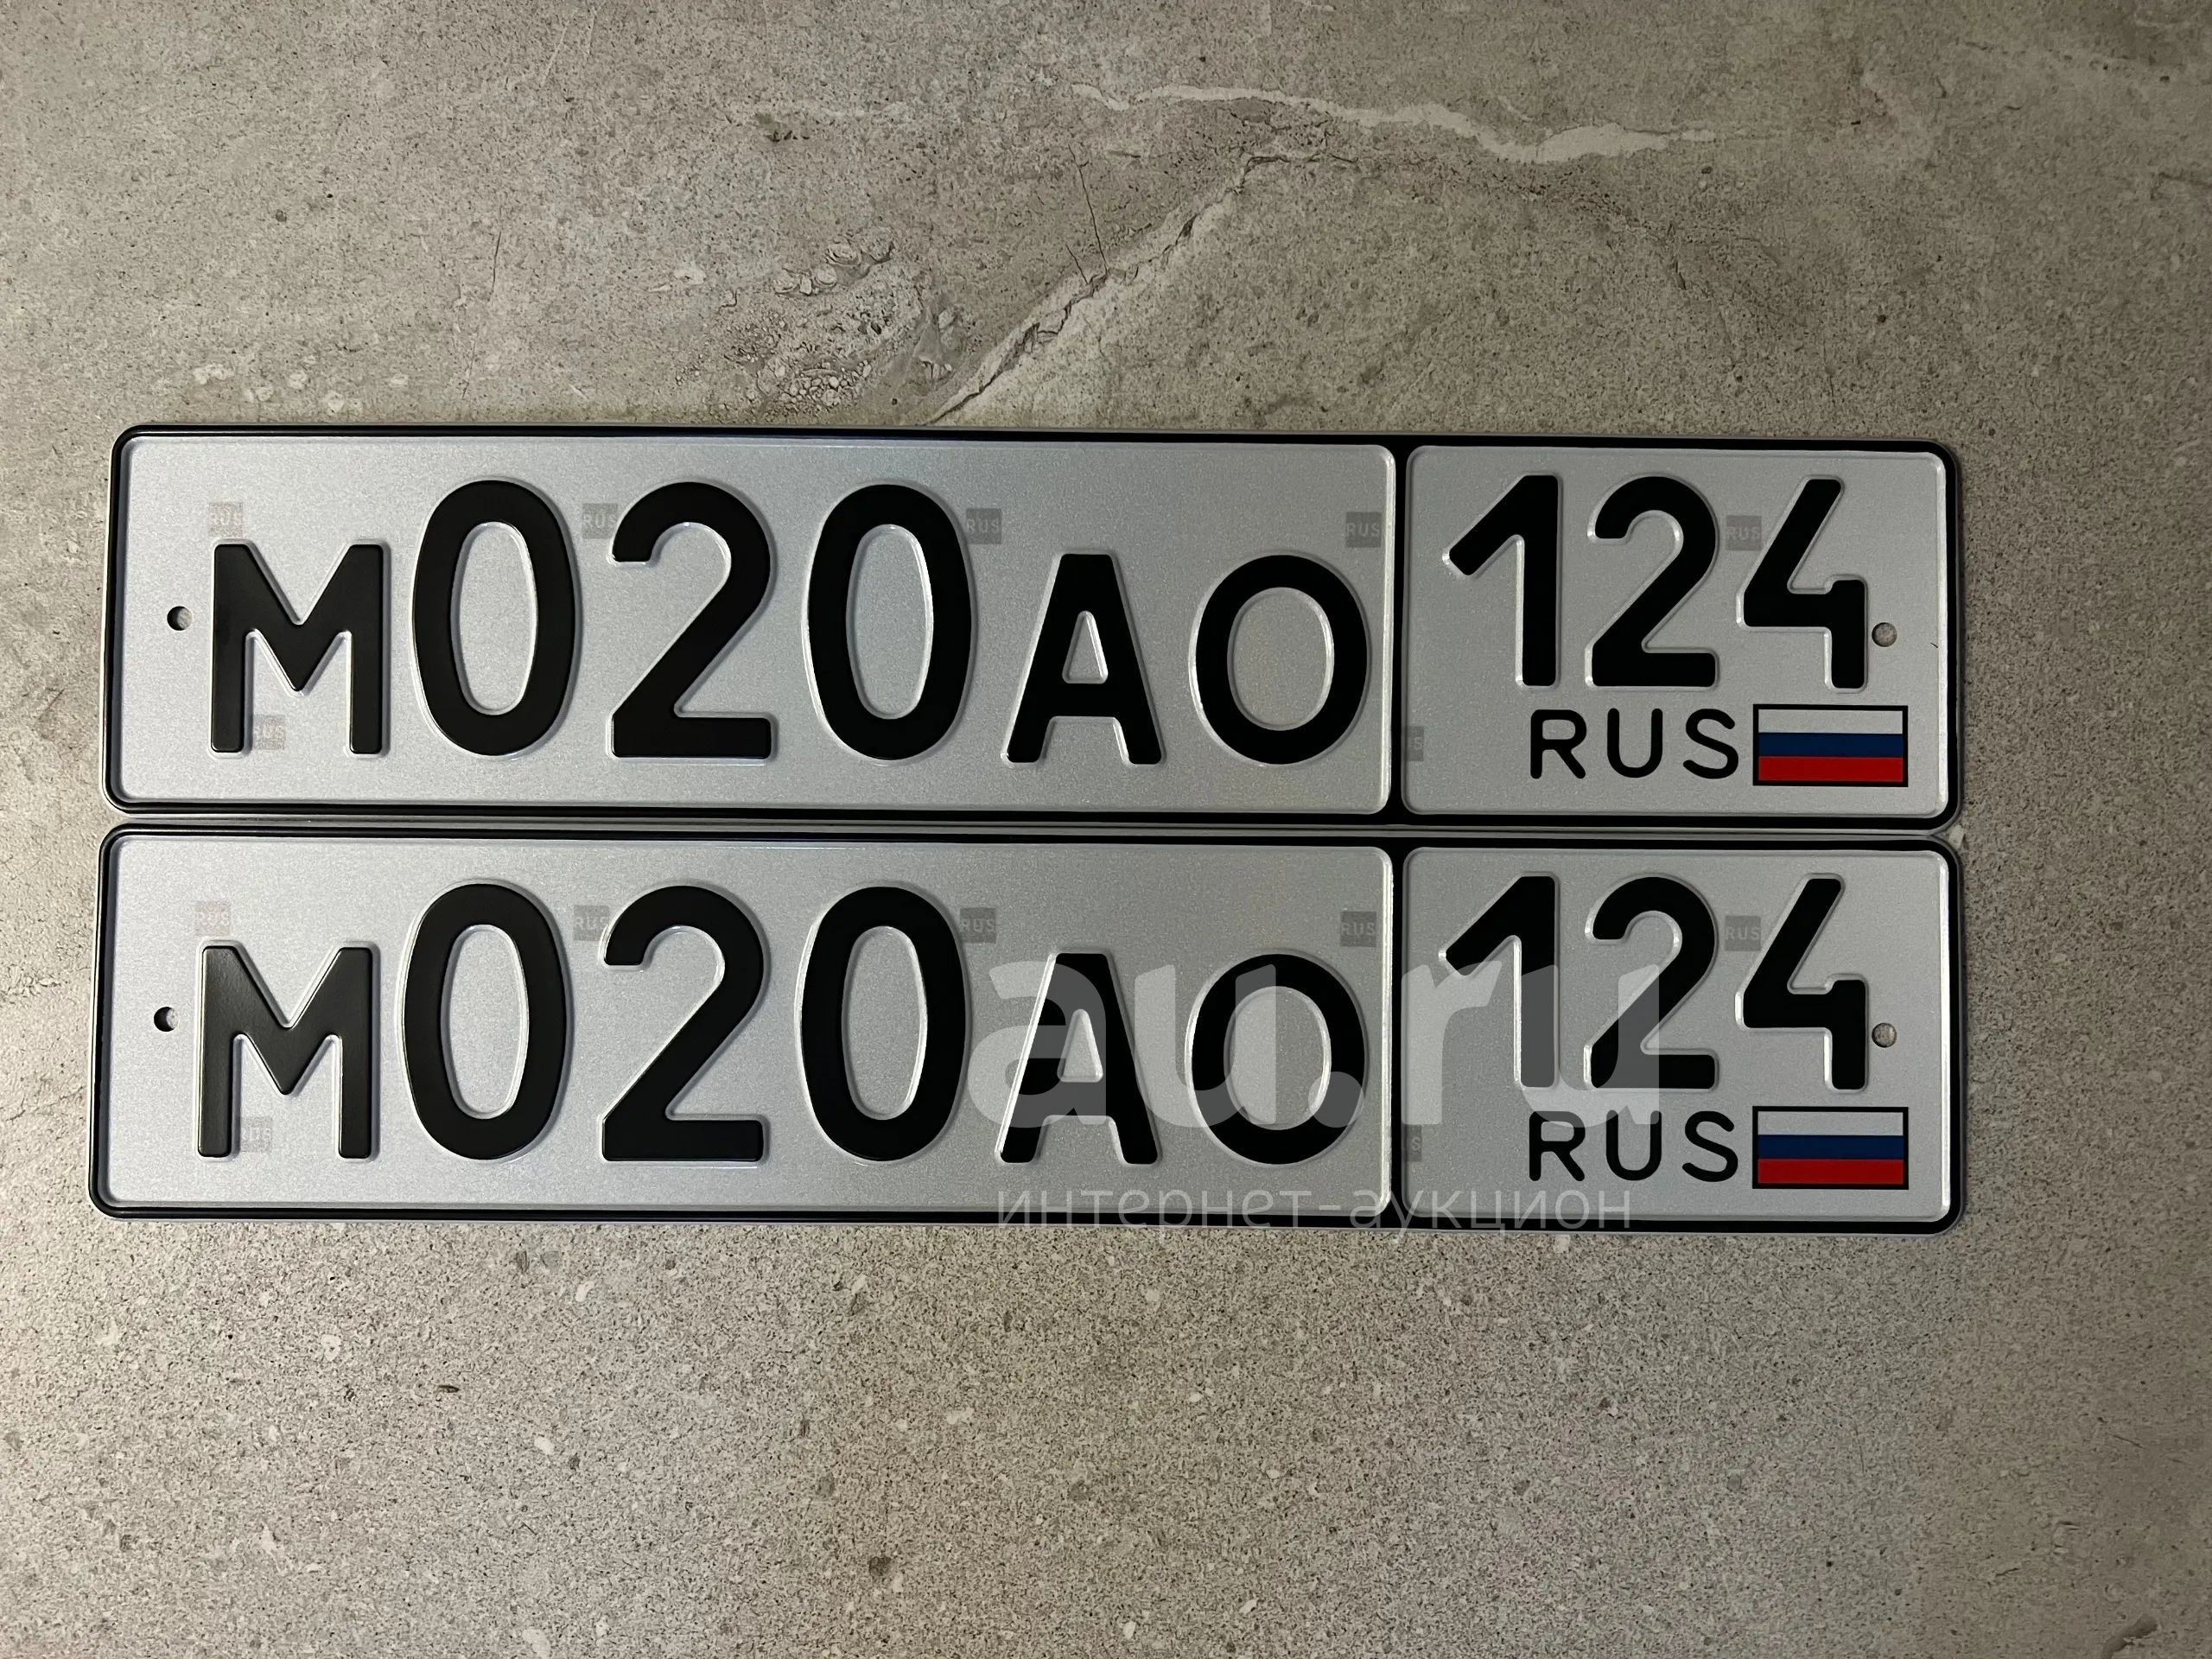 М020АО 124
RUS
М020АО 124
RUS
au.ru
интернет-аукцион